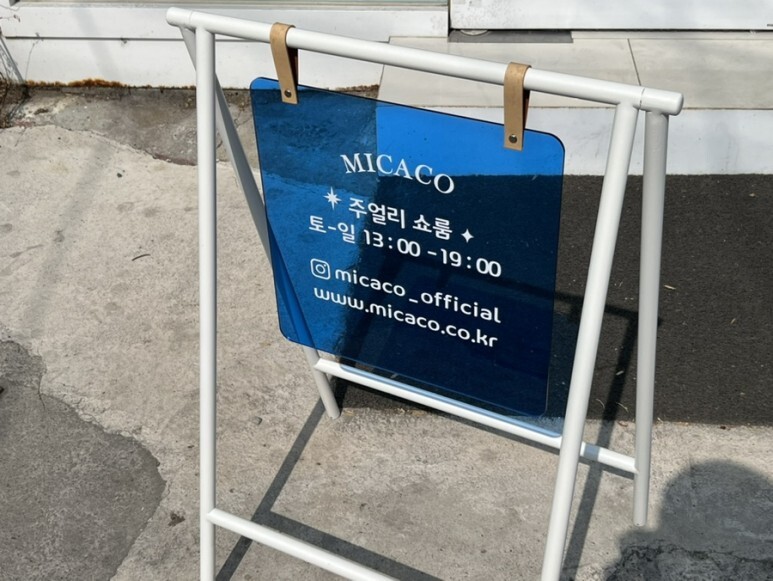 MICACO
주얼리 쇼룸
토-일 13:00-19:00
micaco_official
www.micaco.co.kr